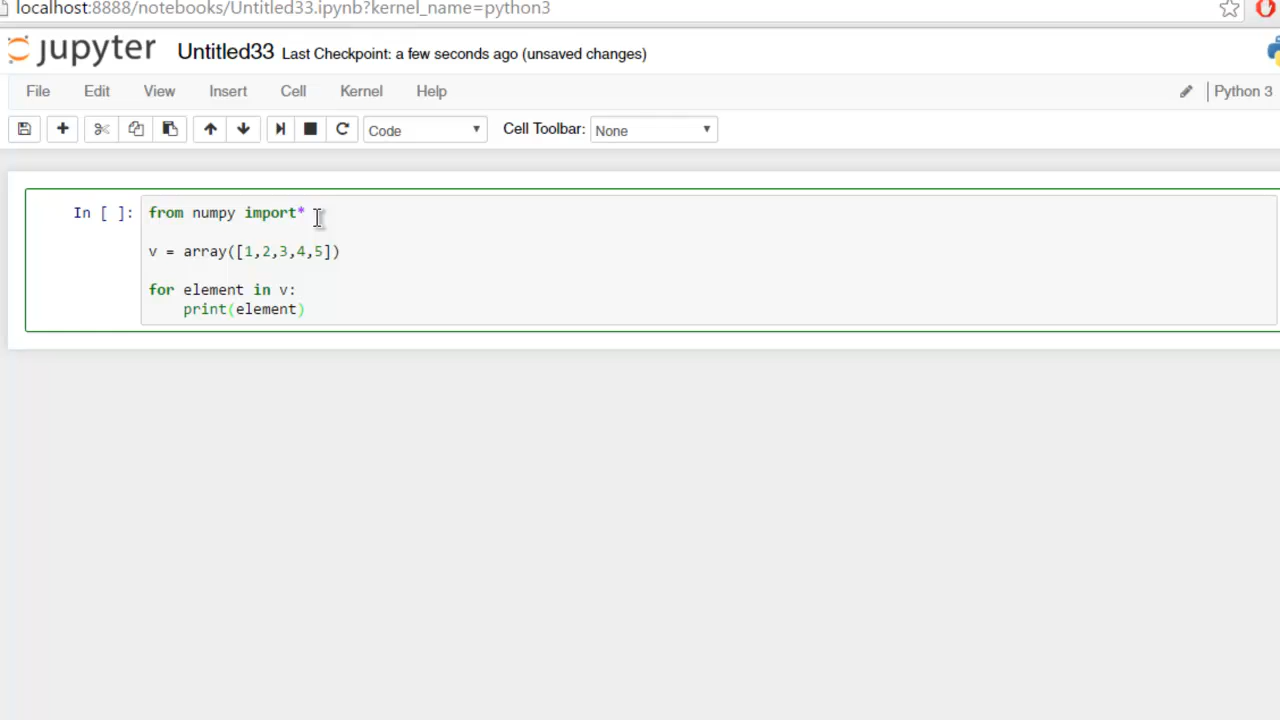 localhost:8888/notebooks/Untitled33.ipynb?kernel_name=python3
jupyter Untitled33 Last Checkpoint: a few seconds ago (unsaved changes)
File Edit View Insert Cell Kernel Help Python 3
Code Cell Toolbar: None
In [ ]: from numpy import*
v = array([1,2,3,4,5])
for element in v:
print(element)